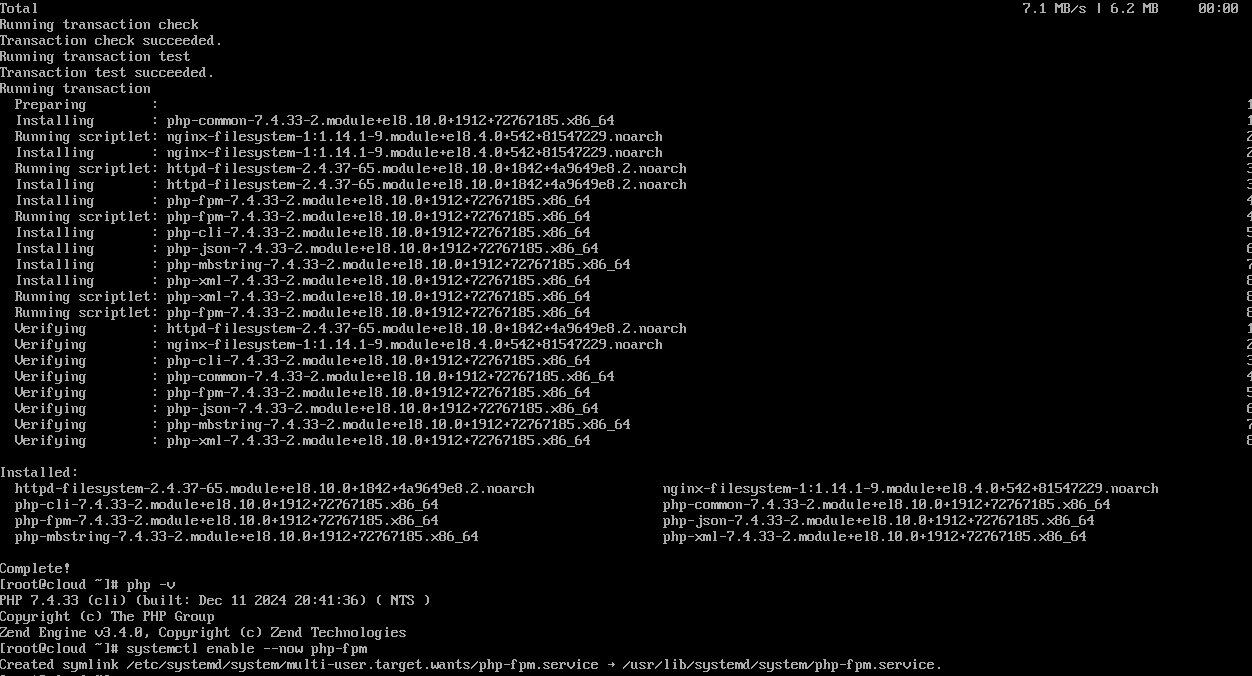 Total 7.1 MB/s | 6.2 MB 00:00
Running transaction check
Transaction check succeeded.
Running transaction test
Transaction test succeeded.
Running transaction
Preparing : 1
Installing : php-common-7.4.33-2.module+el8.10.0+1912+72767185.x86_64 1
Running scriptlet: nginx-filesystem-1:1.14.1-9.module+el8.4.0+542+81547229.noarch 2
Installing : nginx-filesystem-1:1.14.1-9.module+el8.4.0+542+81547229.noarch 2
Running scriptlet: httpd-filesystem-2.4.37-65.module+el8.10.0+1842+4a9649e8.2.noarch 3
Installing : httpd-filesystem-2.4.37-65.module+el8.10.0+1842+4a9649e8.2.noarch 3
Installing : php-fpm-7.4.33-2.module+el8.10.0+1912+72767185.x86_64 4
Running scriptlet: php-fpm-7.4.33-2.module+el8.10.0+1912+72767185.x86_64 4
Installing : php-cli-7.4.33-2.module+el8.10.0+1912+72767185.x86_64 5
Installing : php-json-7.4.33-2.module+el8.10.0+1912+72767185.x86_64 6
Installing : php-mbstring-7.4.33-2.module+el8.10.0+1912+72767185.x86_64 7
Installing : php-xml-7.4.33-2.module+el8.10.0+1912+72767185.x86_64 8
Running scriptlet: php-xml-7.4.33-2.module+el8.10.0+1912+72767185.x86_64 8
Running scriptlet: php-fpm-7.4.33-2.module+el8.10.0+1912+72767185.x86_64 8
Verifying : httpd-filesystem-2.4.37-65.module+el8.10.0+1842+4a9649e8.2.noarch 1
Verifying : nginx-filesystem-1:1.14.1-9.module+el8.4.0+542+81547229.noarch 2
Verifying : php-cli-7.4.33-2.module+el8.10.0+1912+72767185.x86_64 3
Verifying : php-common-7.4.33-2.module+el8.10.0+1912+72767185.x86_64 4
Verifying : php-fpm-7.4.33-2.module+el8.10.0+1912+72767185.x86_64 5
Verifying : php-json-7.4.33-2.module+el8.10.0+1912+72767185.x86_64 6
Verifying : php-mbstring-7.4.33-2.module+el8.10.0+1912+72767185.x86_64 7
Verifying : php-xml-7.4.33-2.module+el8.10.0+1912+72767185.x86_64 8
Installed:
httpd-filesystem-2.4.37-65.module+el8.10.0+1842+4a9649e8.2.noarch nginx-filesystem-1:1.14.1-9.module+el8.4.0+542+81547229.noarch
php-cli-7.4.33-2.module+el8.10.0+1912+72767185.x86_64 php-common-7.4.33-2.module+el8.10.0+1912+72767185.x86_64
php-fpm-7.4.33-2.module+el8.10.0+1912+72767185.x86_64 php-json-7.4.33-2.module+el8.10.0+1912+72767185.x86_64
php-mbstring-7.4.33-2.module+el8.10.0+1912+72767185.x86_64 php-xml-7.4.33-2.module+el8.10.0+1912+72767185.x86_64
Complete!
[root@cloud ~]# php -v
PHP 7.4.33 (cli) (built: Dec 11 2024 20:41:36) ( NTS )
Copyright (c) The PHP Group
Zend Engine v3.4.0, Copyright (c) Zend Technologies
[root@cloud ~]# systemctl enable --now php-fpm
Created symlink /etc/systemd/system/multi-user.target.wants/php-fpm.service → /usr/lib/systemd/system/php-fpm.service.